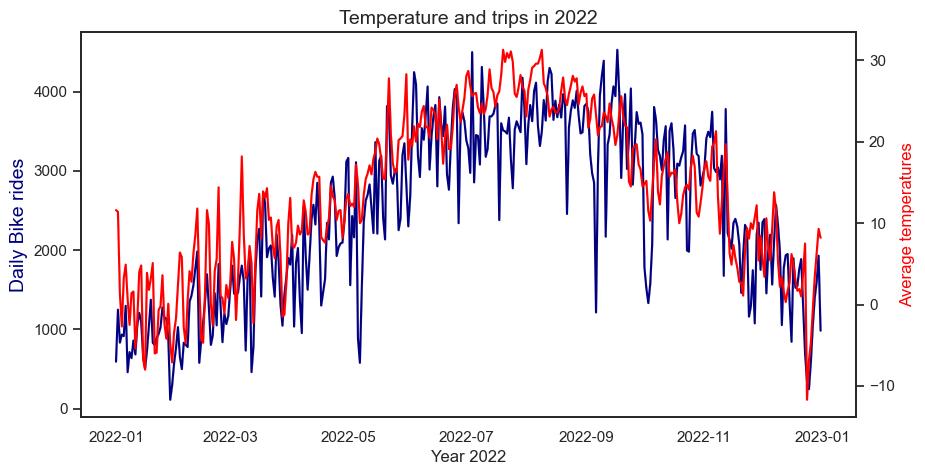 Temperature and trips in 2022
Daily Bike rides
4000
3000
2000
1000
0
30
20
10
0
−10
Average temperatures
2022-01 2022-03 2022-05 2022-07 2022-09 2022-11 2023-01
Year 2022